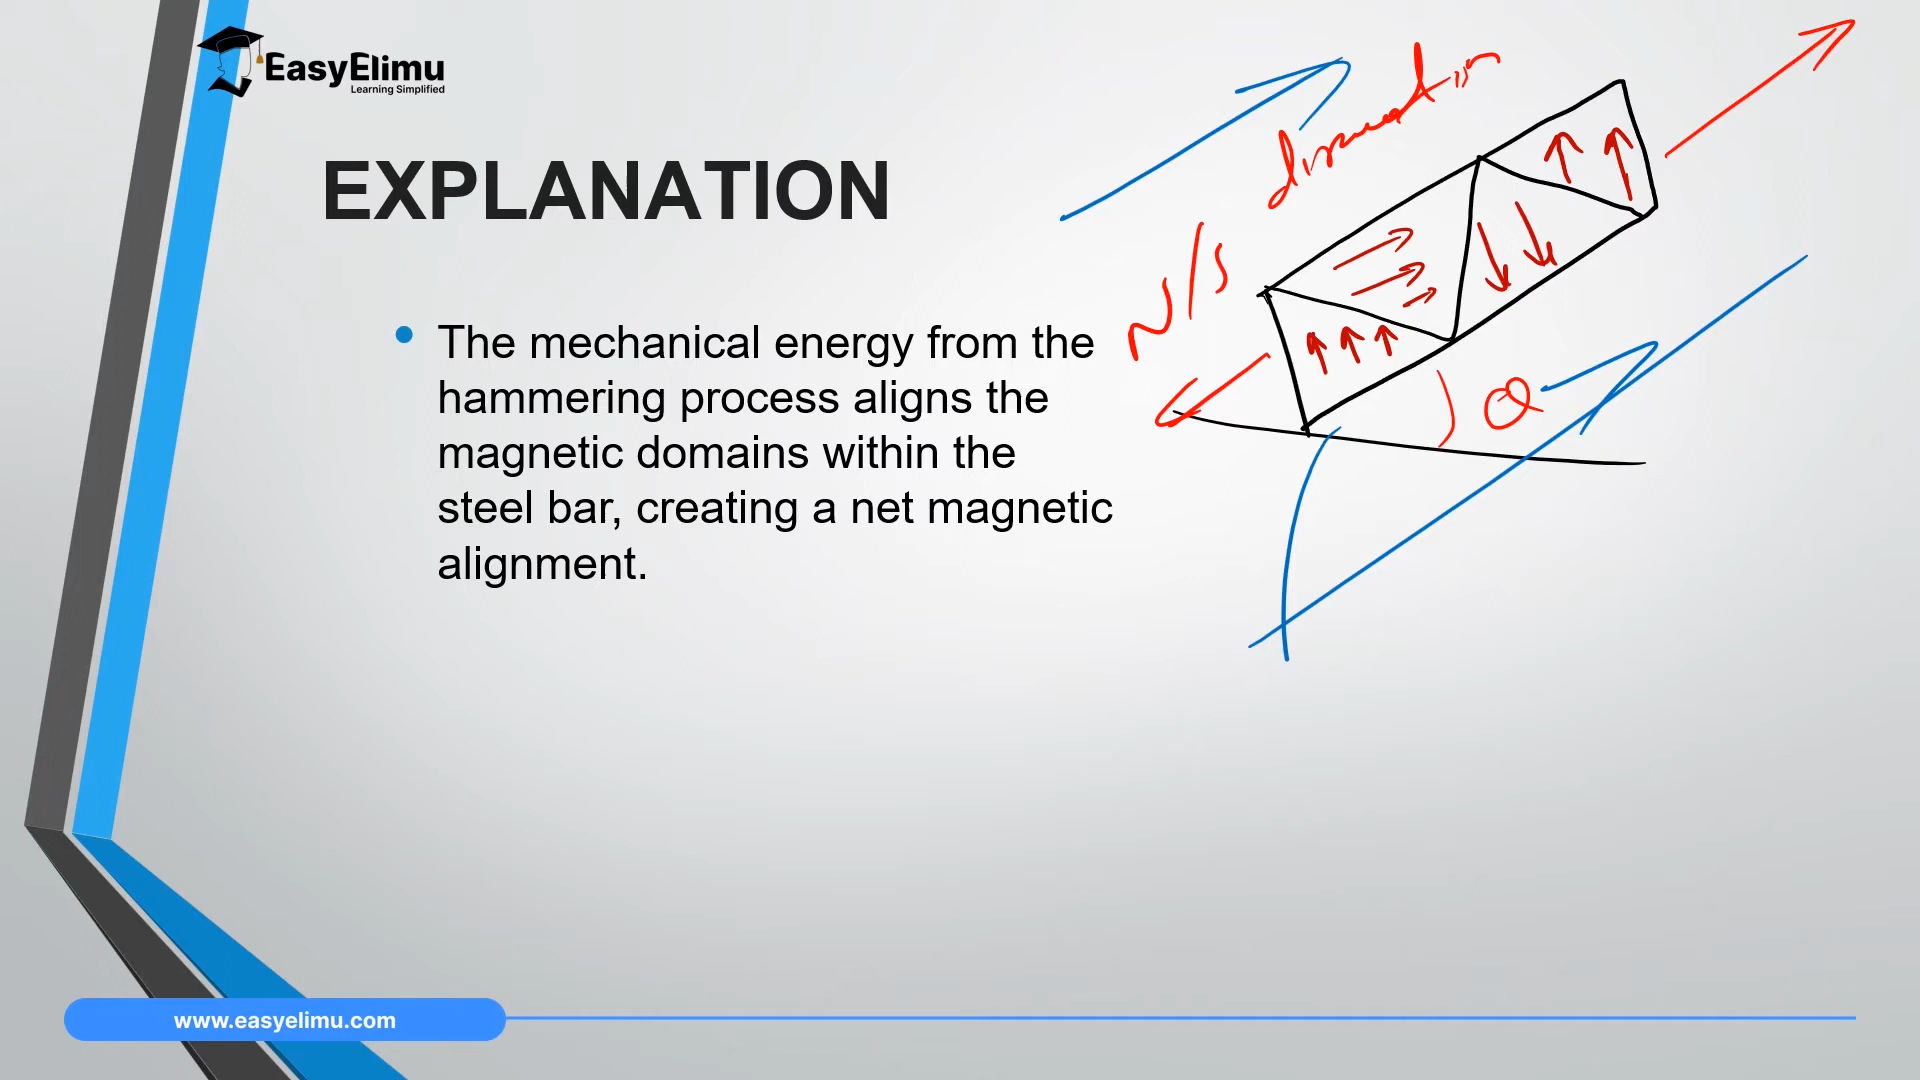 EasyElimu
Learning Simplified
EXPLANATION
N/S direction
The mechanical energy from the
hammering process aligns the
magnetic domains within the
steel bar, creating a net magnetic
alignment.
www.easyelimu.com